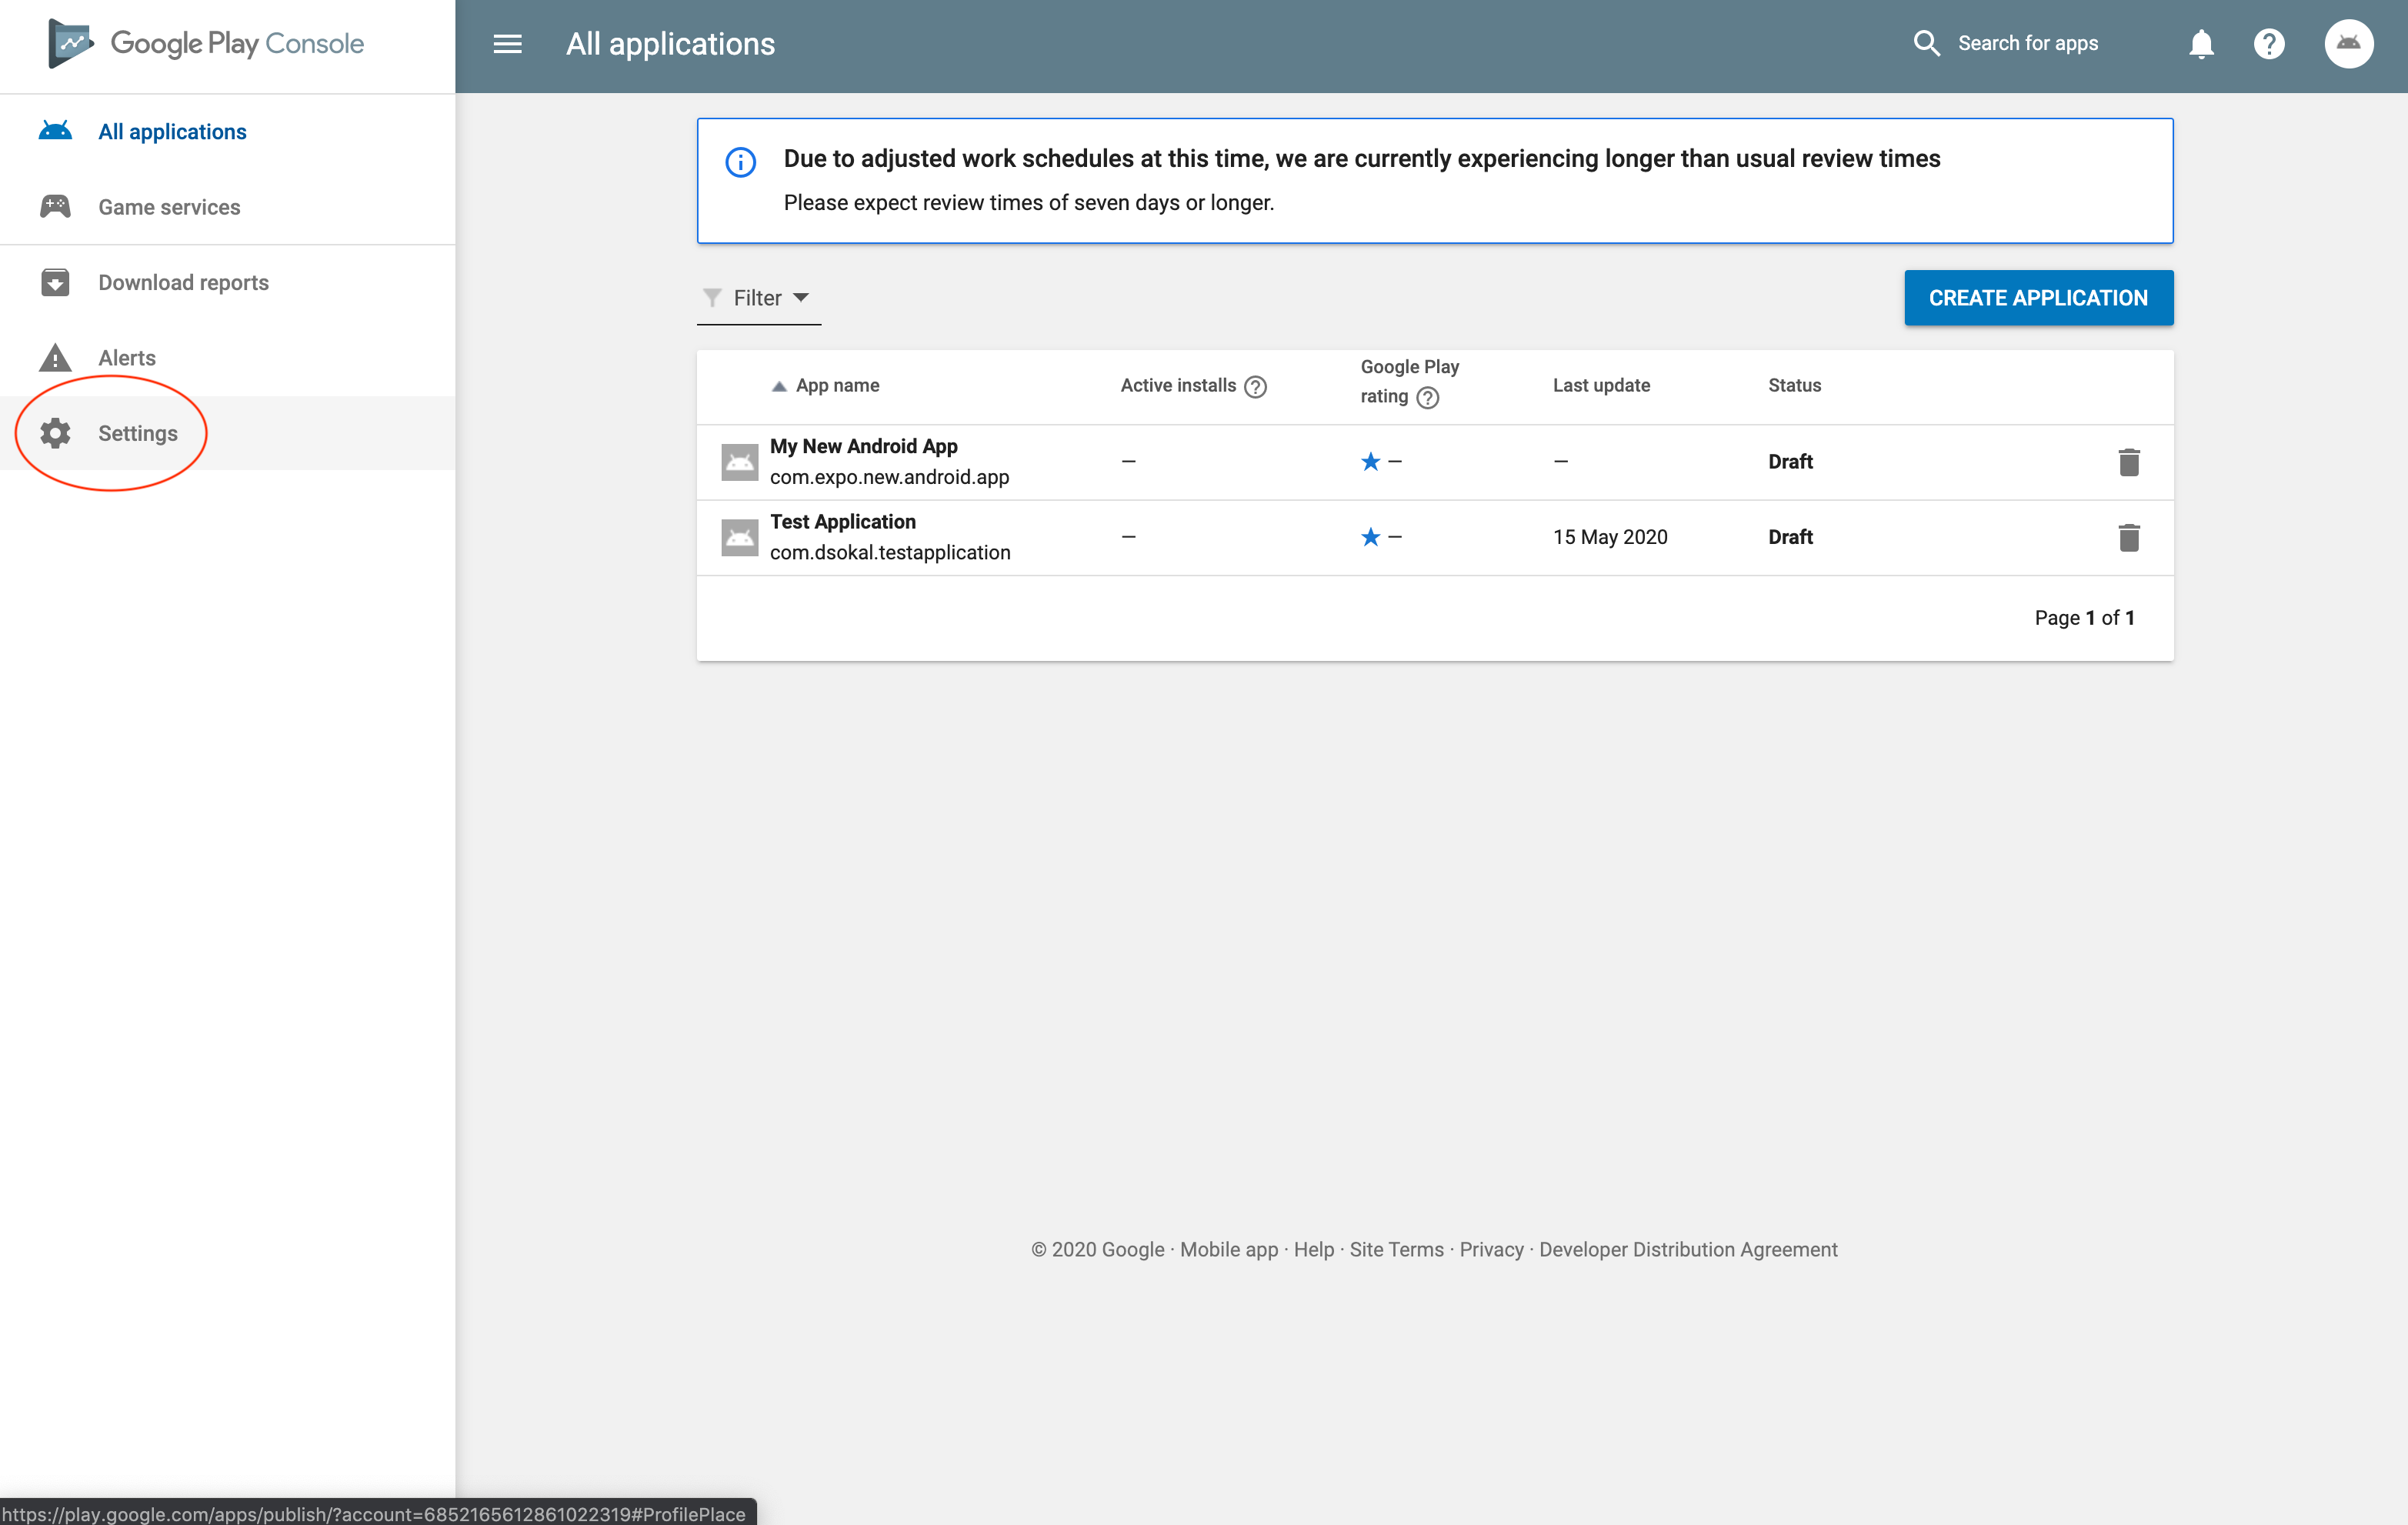 Google Play Console
All applications
Search for apps
All applications
Game services
Download reports
Alerts
Settings
Due to adjusted work schedules at this time, we are currently experiencing longer than usual review times
Please expect review times of seven days or longer.
Filter
CREATE APPLICATION
App name
Active installs
Google Play
rating
Last update
Status
My New Android App
com.expo.new.android.app
–
–
–
Draft
Test Application
com.dsokal.testapplication
–
–
15 May 2020
Draft
Page 1 of 1
© 2020 Google · Mobile app · Help · Site Terms · Privacy · Developer Distribution Agreement
https://play.google.com/apps/publish/?account=6852165612861022319#ProfilePlace